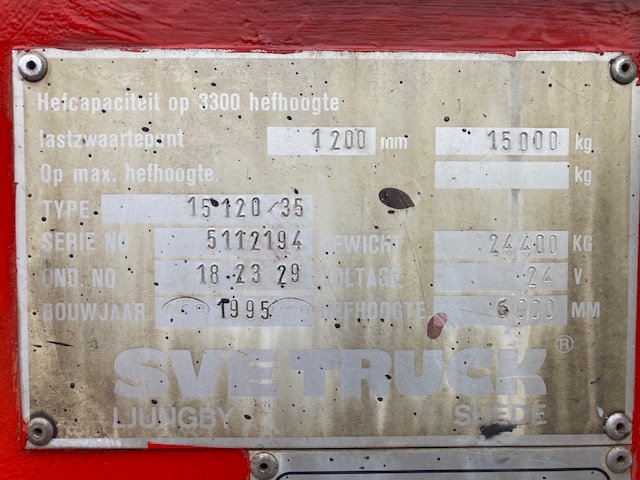 Hefcapaciteit op 3300 hefhoogte
lastzwaartepunt 1200 mm 15000 kg
Op max. hefhoogte. kg
TYPE 15120/35
SERIE NO 5112194 GEWICHT 24400 KG
OND. NO 18·23 29 VOLTAGE 24 V.
BOUWJAAR 1995 HEFHOOGTE 6000 MM
SVETRUCK®
LJUNGBY SUEDE